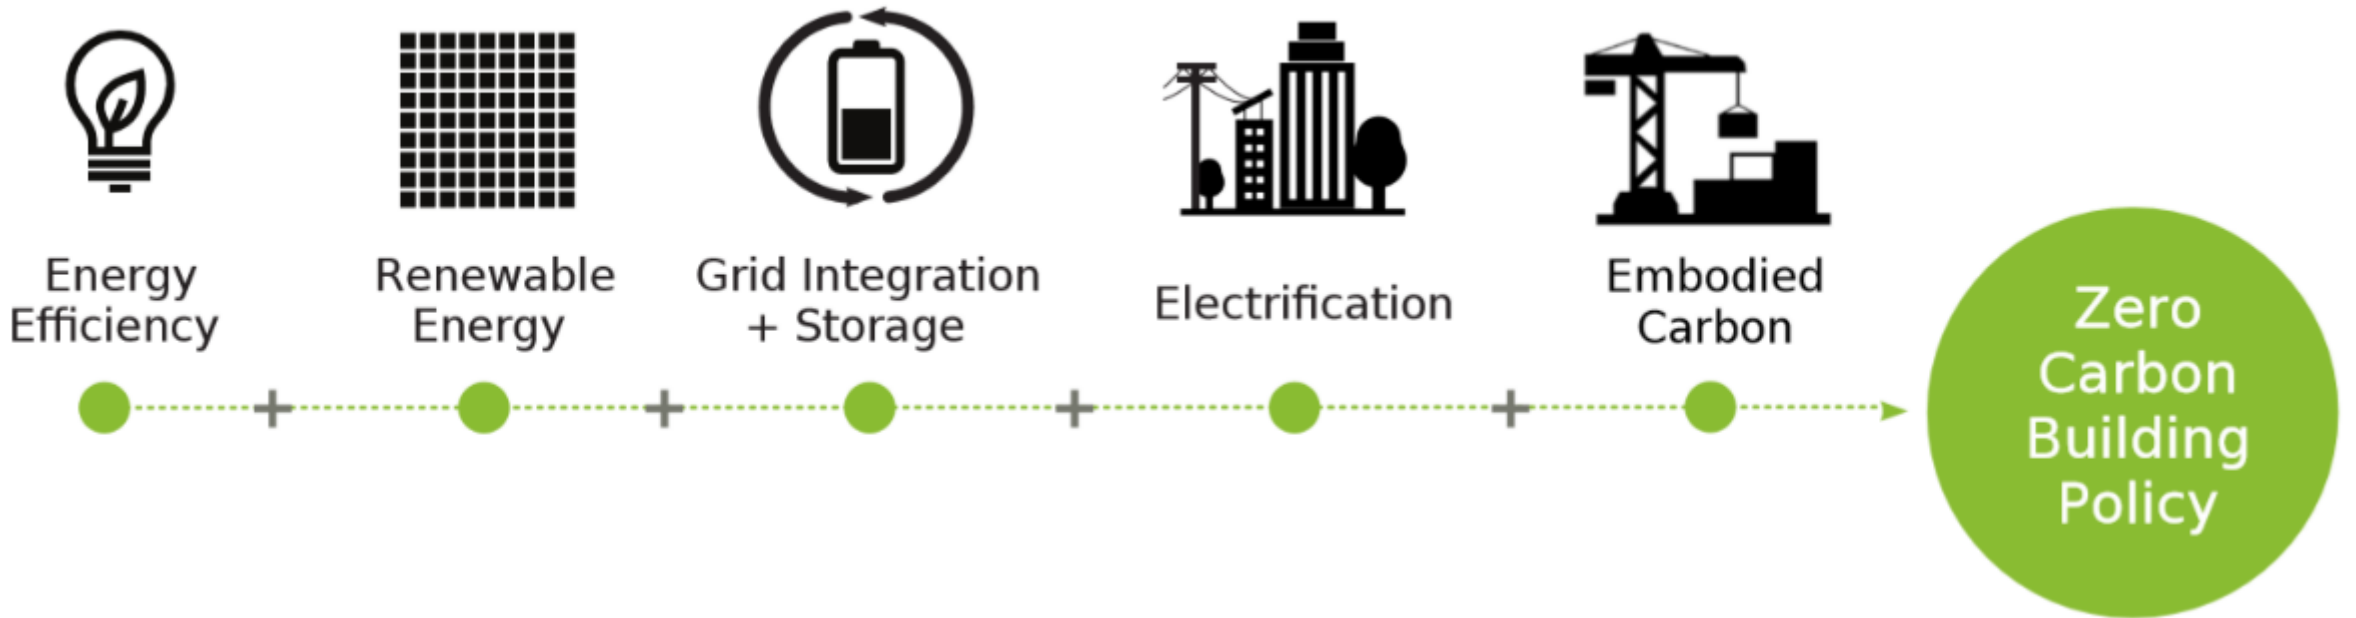 Energy
Efficiency
Renewable
Energy
Grid Integration
+ Storage
Electrification
Embodied
Carbon
Zero
Carbon
Building
Policy